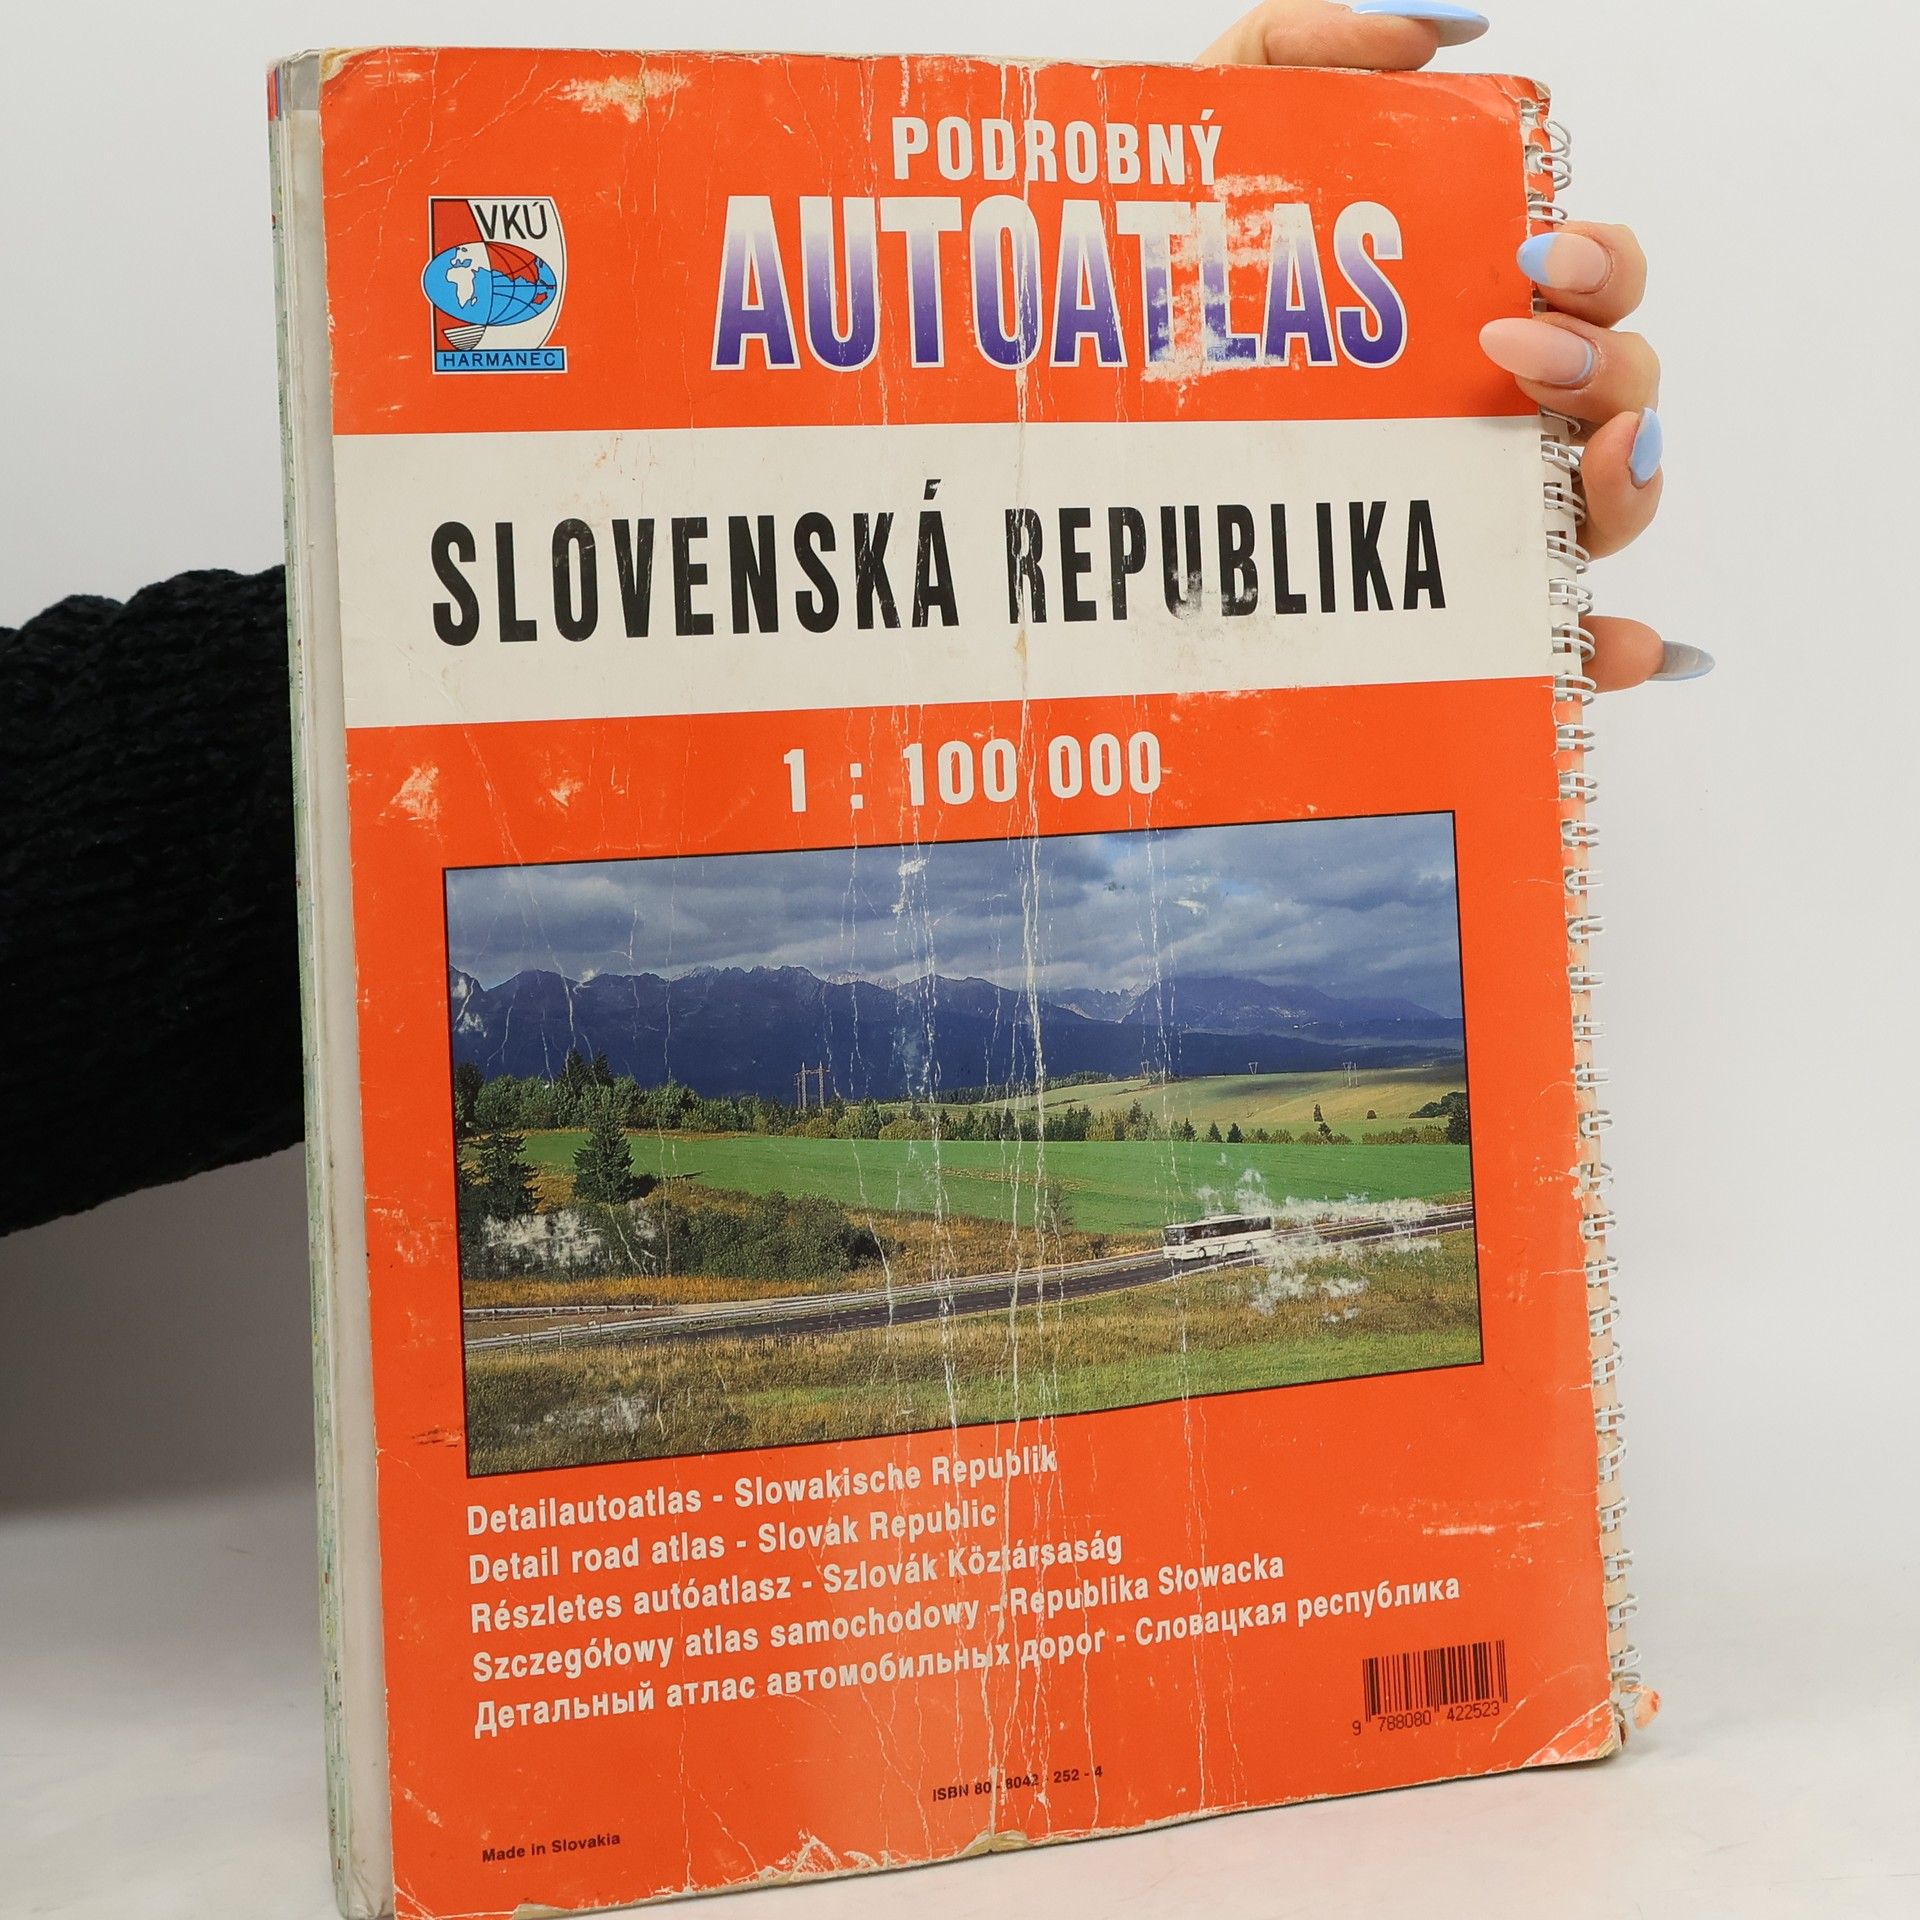 PODROBNÝ
AUTOATLAS
VKÚ
HARMANEC
SLOVENSKÁ REPUBLIKA
1 : 100 000
Detailautoatlas - Slowakische Republik
Detail road atlas - Slovak Republic
Részletes autóatlasz - Szlovák Köztársaság
Szczegółowy atlas samochodowy - Republika Słowacka
Детальный атлас автомобильных дорог - Словацкая республика
9 788080 422523
ISBN 80 - 8042 - 252 - 4
Made in Slovakia